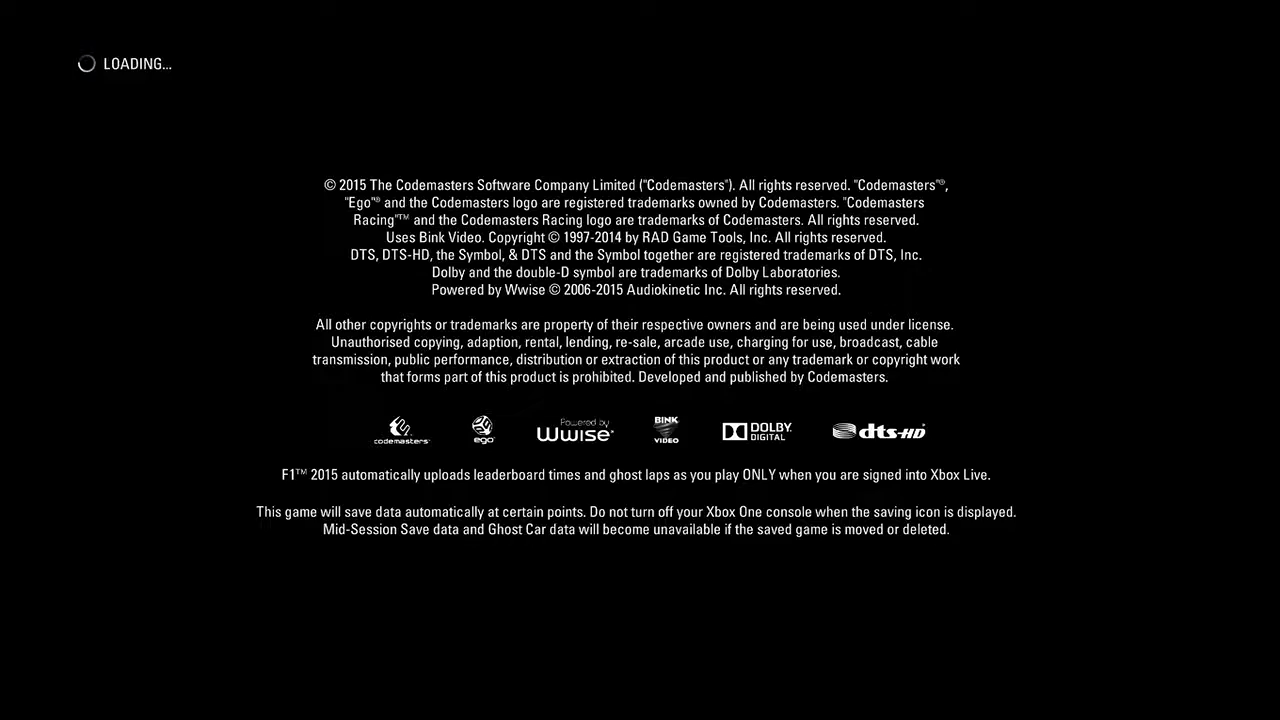 LOADING...
© 2015 The Codemasters Software Company Limited ("Codemasters"). All rights reserved. "Codemasters"®,
"Ego"® and the Codemasters logo are registered trademarks owned by Codemasters. "Codemasters
Racing"™ and the Codemasters Racing logo are trademarks of Codemasters. All rights reserved.
Uses Bink Video. Copyright © 1997-2014 by RAD Game Tools, Inc. All rights reserved.
DTS, DTS-HD, the Symbol, & DTS and the Symbol together are registered trademarks of DTS, Inc.
Dolby and the double-D symbol are trademarks of Dolby Laboratories.
Powered by Wwise © 2006-2015 Audiokinetic Inc. All rights reserved.
All other copyrights or trademarks are property of their respective owners and are being used under license.
Unauthorised copying, adaption, rental, lending, re-sale, arcade use, charging for use, broadcast, cable
transmission, public performance, distribution or extraction of this product or any trademark or copyright work
that forms part of this product is prohibited. Developed and published by Codemasters.
codemasters
ego
Powered by
Wwise
BINK
VIDEO
DOLBY
DIGITAL
dts-HD
F1™ 2015 automatically uploads leaderboard times and ghost laps as you play ONLY when you are signed into Xbox Live.
This game will save data automatically at certain points. Do not turn off your Xbox One console when the saving icon is displayed.
Mid-Session Save data and Ghost Car data will become unavailable if the saved game is moved or deleted.